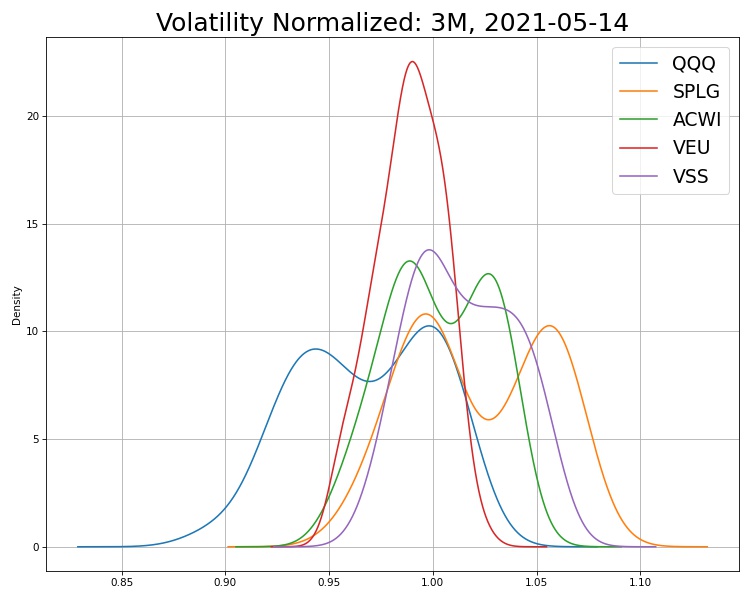 Volatility Normalized: 3M, 2021-05-14
QQQ
SPLG
ACWI
VEU
VSS
Density
20
15
10
5
0
0.85 0.90 0.95 1.00 1.05 1.10